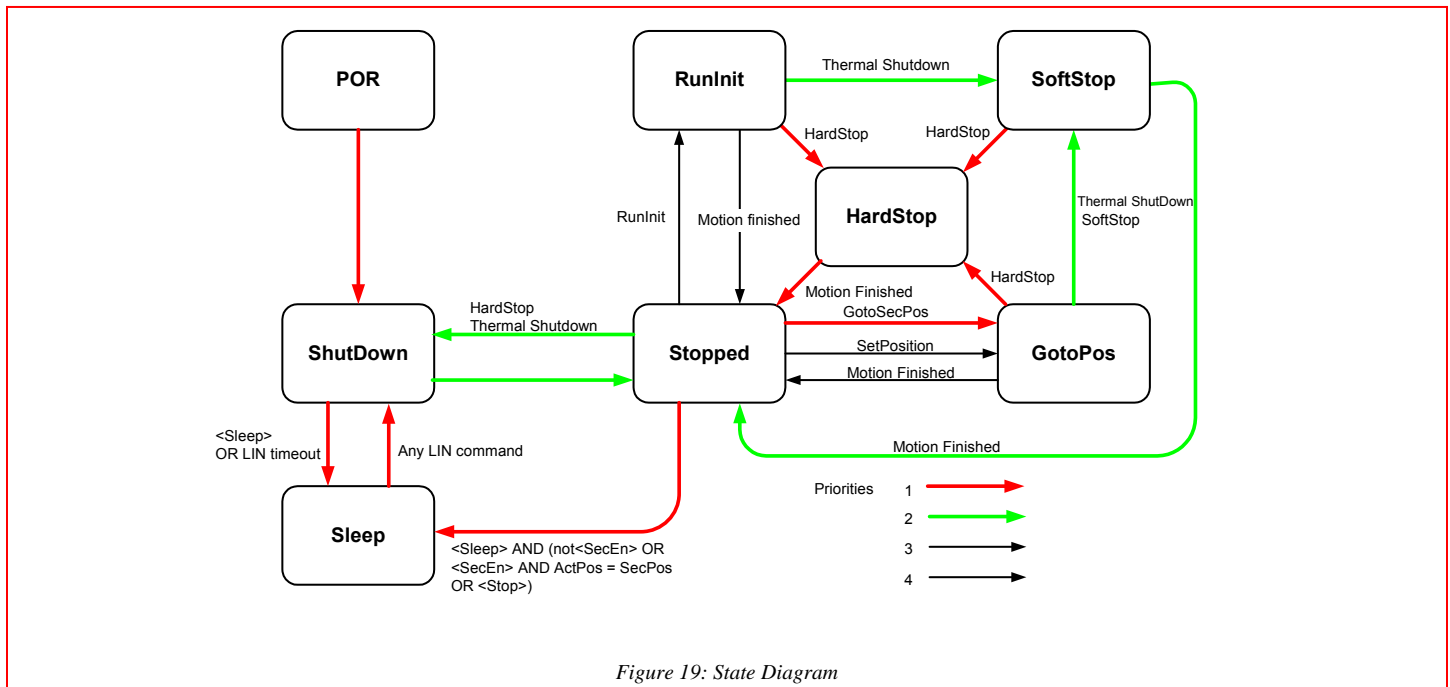 POR
RunInit
Thermal Shutdown
SoftStop
HardStop
HardStop
HardStop
RunInit
Motion finished
Thermal ShutDown
SoftStop
HardStop
Motion Finished
GotoSecPos
HardStop
Thermal Shutdown
ShutDown
Stopped
SetPosition
Motion Finished
GotoPos
<Sleep>
OR LIN timeout
Any LIN command
Motion Finished
Sleep
<Sleep> AND (not<SecEn> OR
<SecEn> AND ActPos = SecPos
OR <Stop>)
Priorities
1
2
3
4
Figure 19: State Diagram